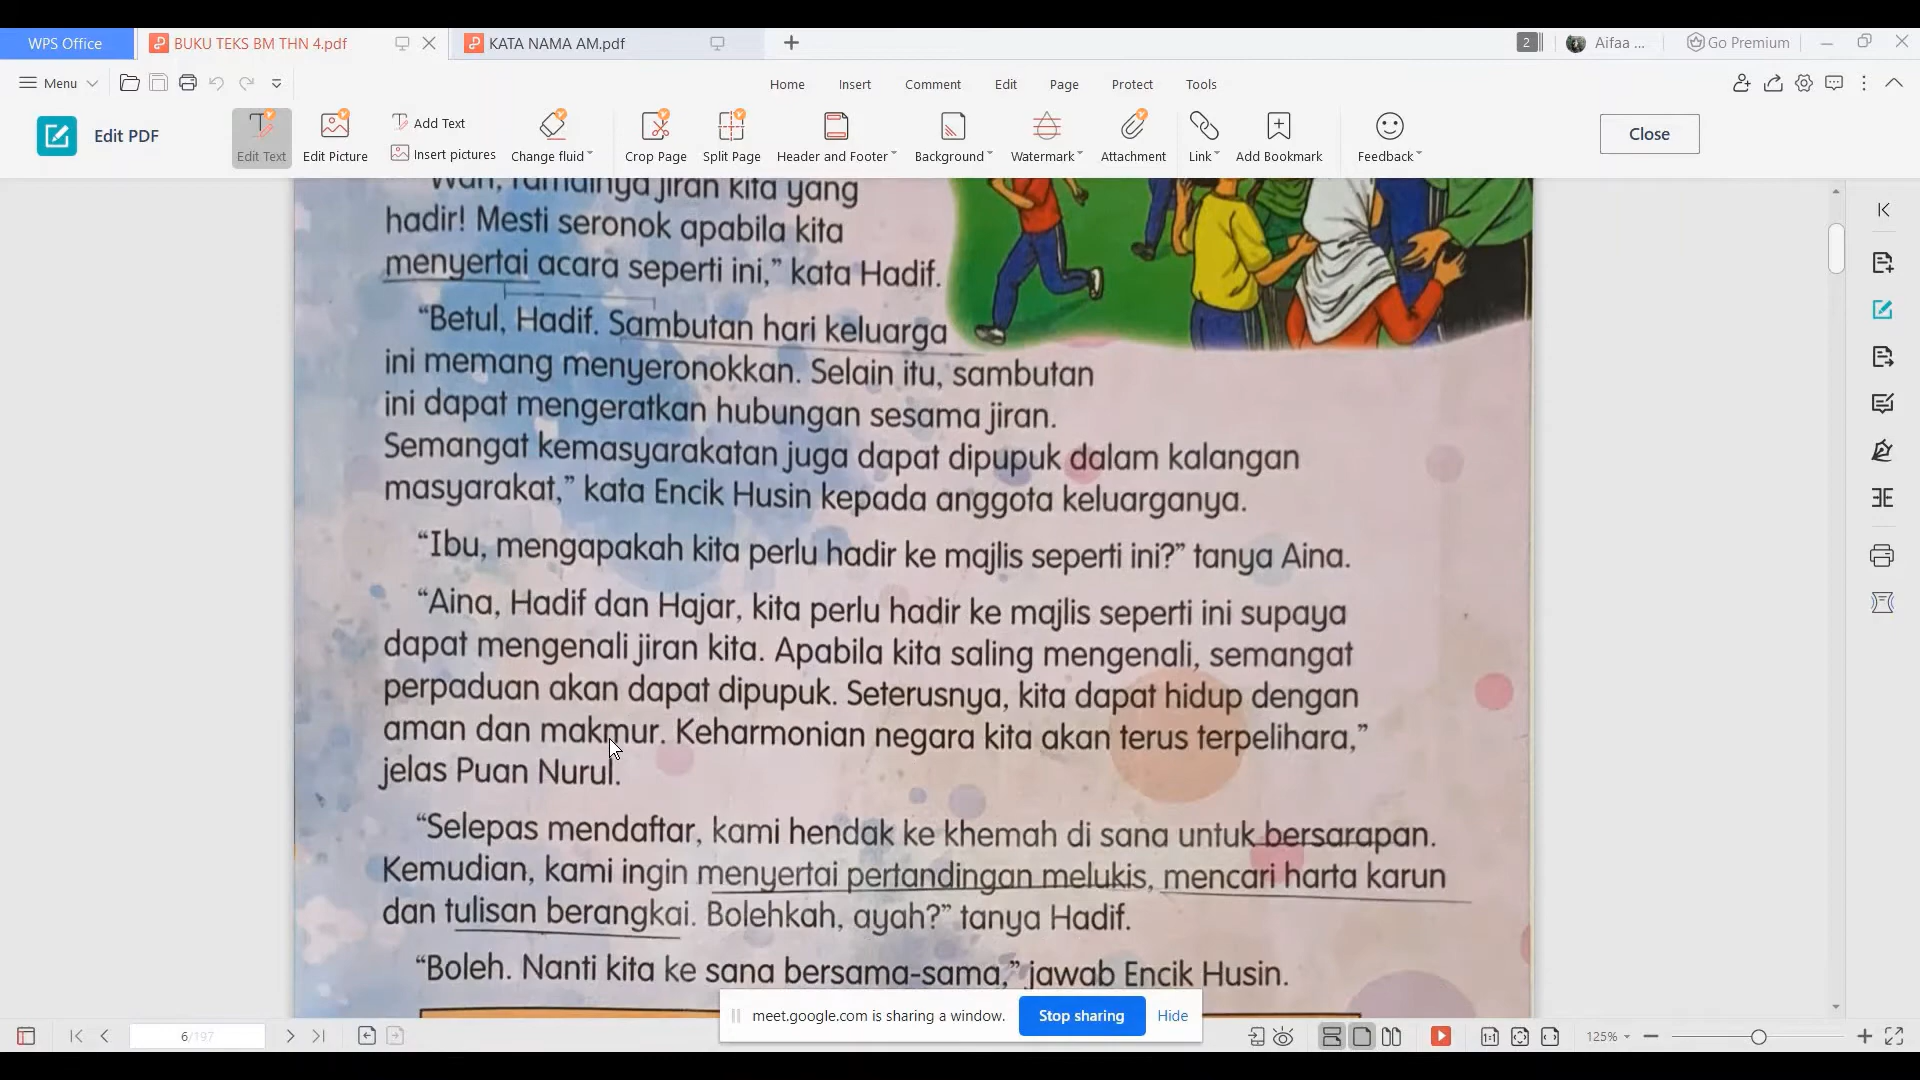 WPS Office
BUKU TEKS BM THN 4.pdf
KATA NAMA AM.pdf
2
Aifaa ...
Go Premium
Menu
Home
Insert
Comment
Edit
Page
Protect
Tools
Edit PDF
Edit Text
Edit Picture
Add Text
Insert pictures
Change fluid
Crop Page
Split Page
Header and Footer
Background
Watermark
Attachment
Link
Add Bookmark
Feedback
Close
“Wah, ramainya jiran kita yang
hadir! Mesti seronok apabila kita
menyertai acara seperti ini,” kata Hadif.
“Betul, Hadif. Sambutan hari keluarga
ini memang menyeronokkan. Selain itu, sambutan
ini dapat mengeratkan hubungan sesama jiran.
Semangat kemasyarakatan juga dapat dipupuk dalam kalangan
masyarakat,” kata Encik Husin kepada anggota keluarganya.
“Ibu, mengapakah kita perlu hadir ke majlis seperti ini?” tanya Aina.
“Aina, Hadif dan Hajar, kita perlu hadir ke majlis seperti ini supaya
dapat mengenali jiran kita. Apabila kita saling mengenali, semangat
perpaduan akan dapat dipupuk. Seterusnya, kita dapat hidup dengan
aman dan makmur. Keharmonian negara kita akan terus terpelihara,”
jelas Puan Nurul.
“Selepas mendaftar, kami hendak ke khemah di sana untuk bersarapan.
Kemudian, kami ingin menyertai pertandingan melukis, mencari harta karun
dan tulisan berangkai. Bolehkah, ayah?” tanya Hadif.
“Boleh. Nanti kita ke sana bersama-sama,” jawab Encik Husin.
meet.google.com is sharing a window.
Stop sharing
Hide
6/197
1:1
125%